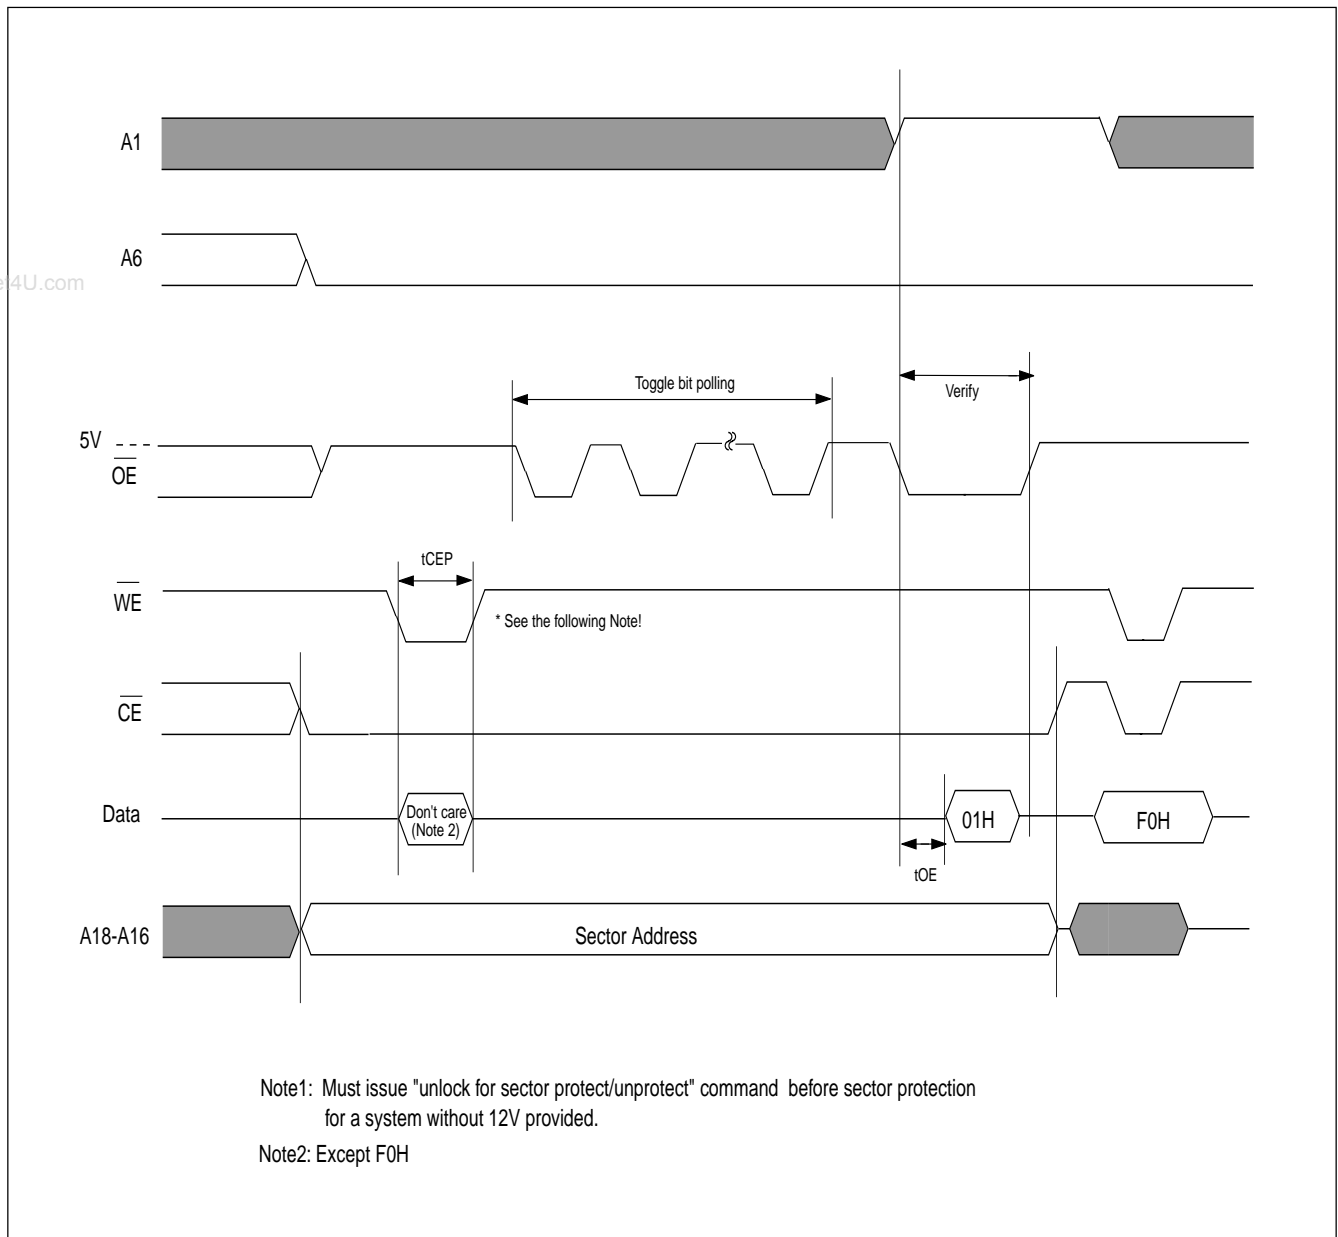 A1
A6
et4U.com
Toggle bit polling
Verify
5V
OE
tCEP
WE
* See the following Note!
CE
Data
Don't care
(Note 2)
01H
F0H
tOE
A18-A16
Sector Address
Note1: Must issue "unlock for sector protect/unprotect" command before sector protection
for a system without 12V provided.
Note2: Except F0H